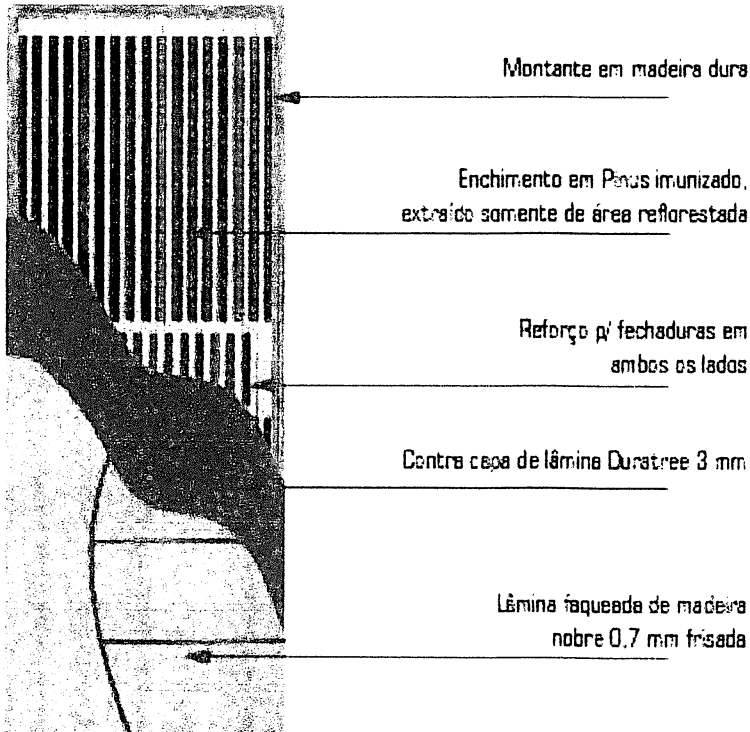 Montante em madeira dura
Enchimento em Pinus imunizado,
extraído somente de área reflorestada
Reforço p/ fechaduras em
ambos os lados
Contra capa de lâmina Duratree 3 mm
Lâmina faqueada de madeira
nobre 0,7 mm frisada